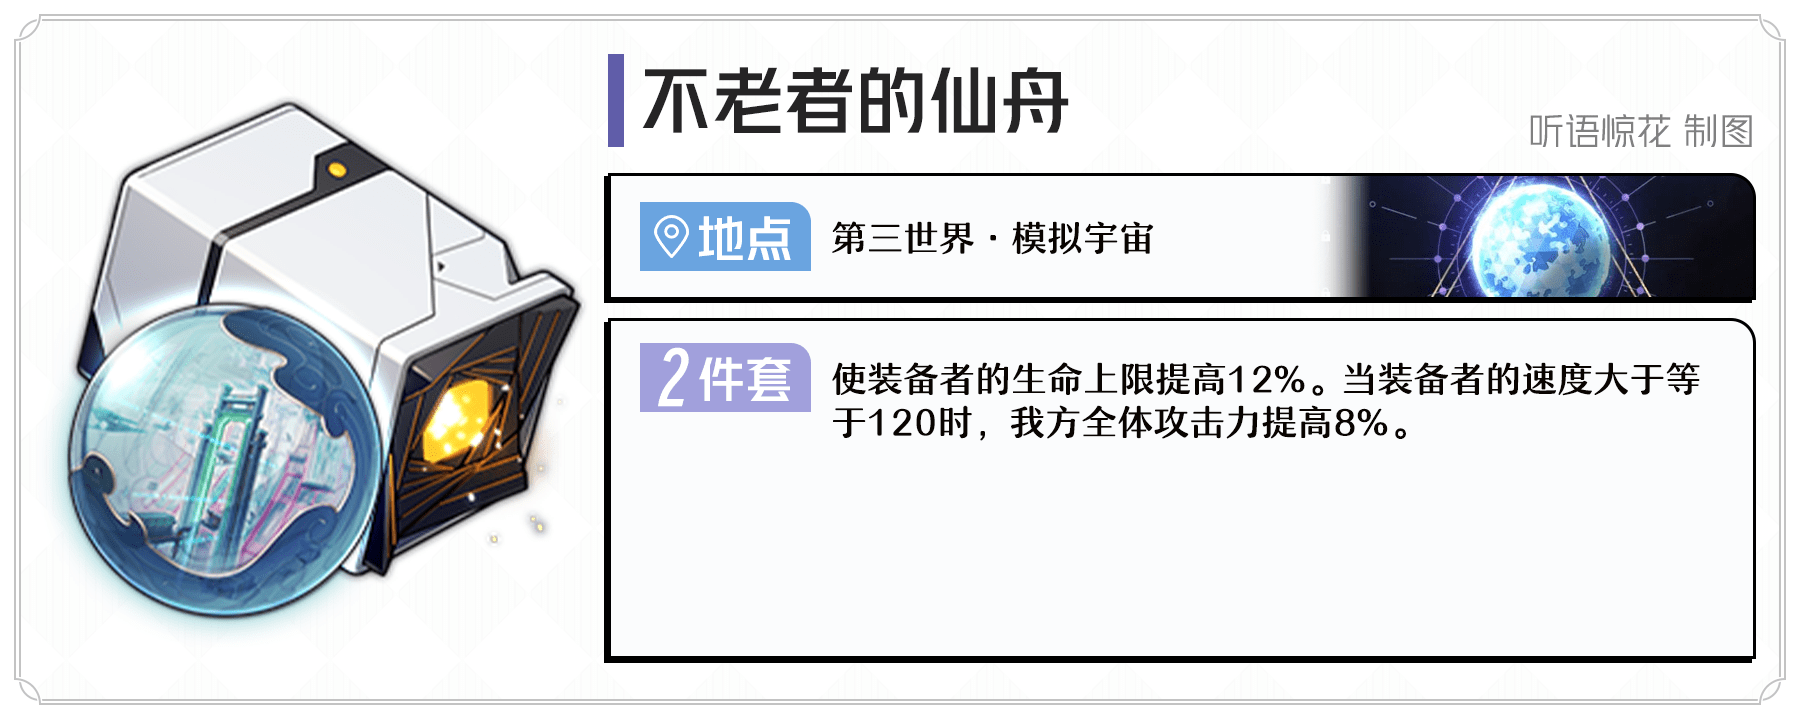 不老者的仙舟
听语惊花 制图
地点
第三世界·模拟宇宙
2件套
使装备者的生命上限提高12%。当装备者的速度大于等
于120时，我方全体攻击力提高8%。